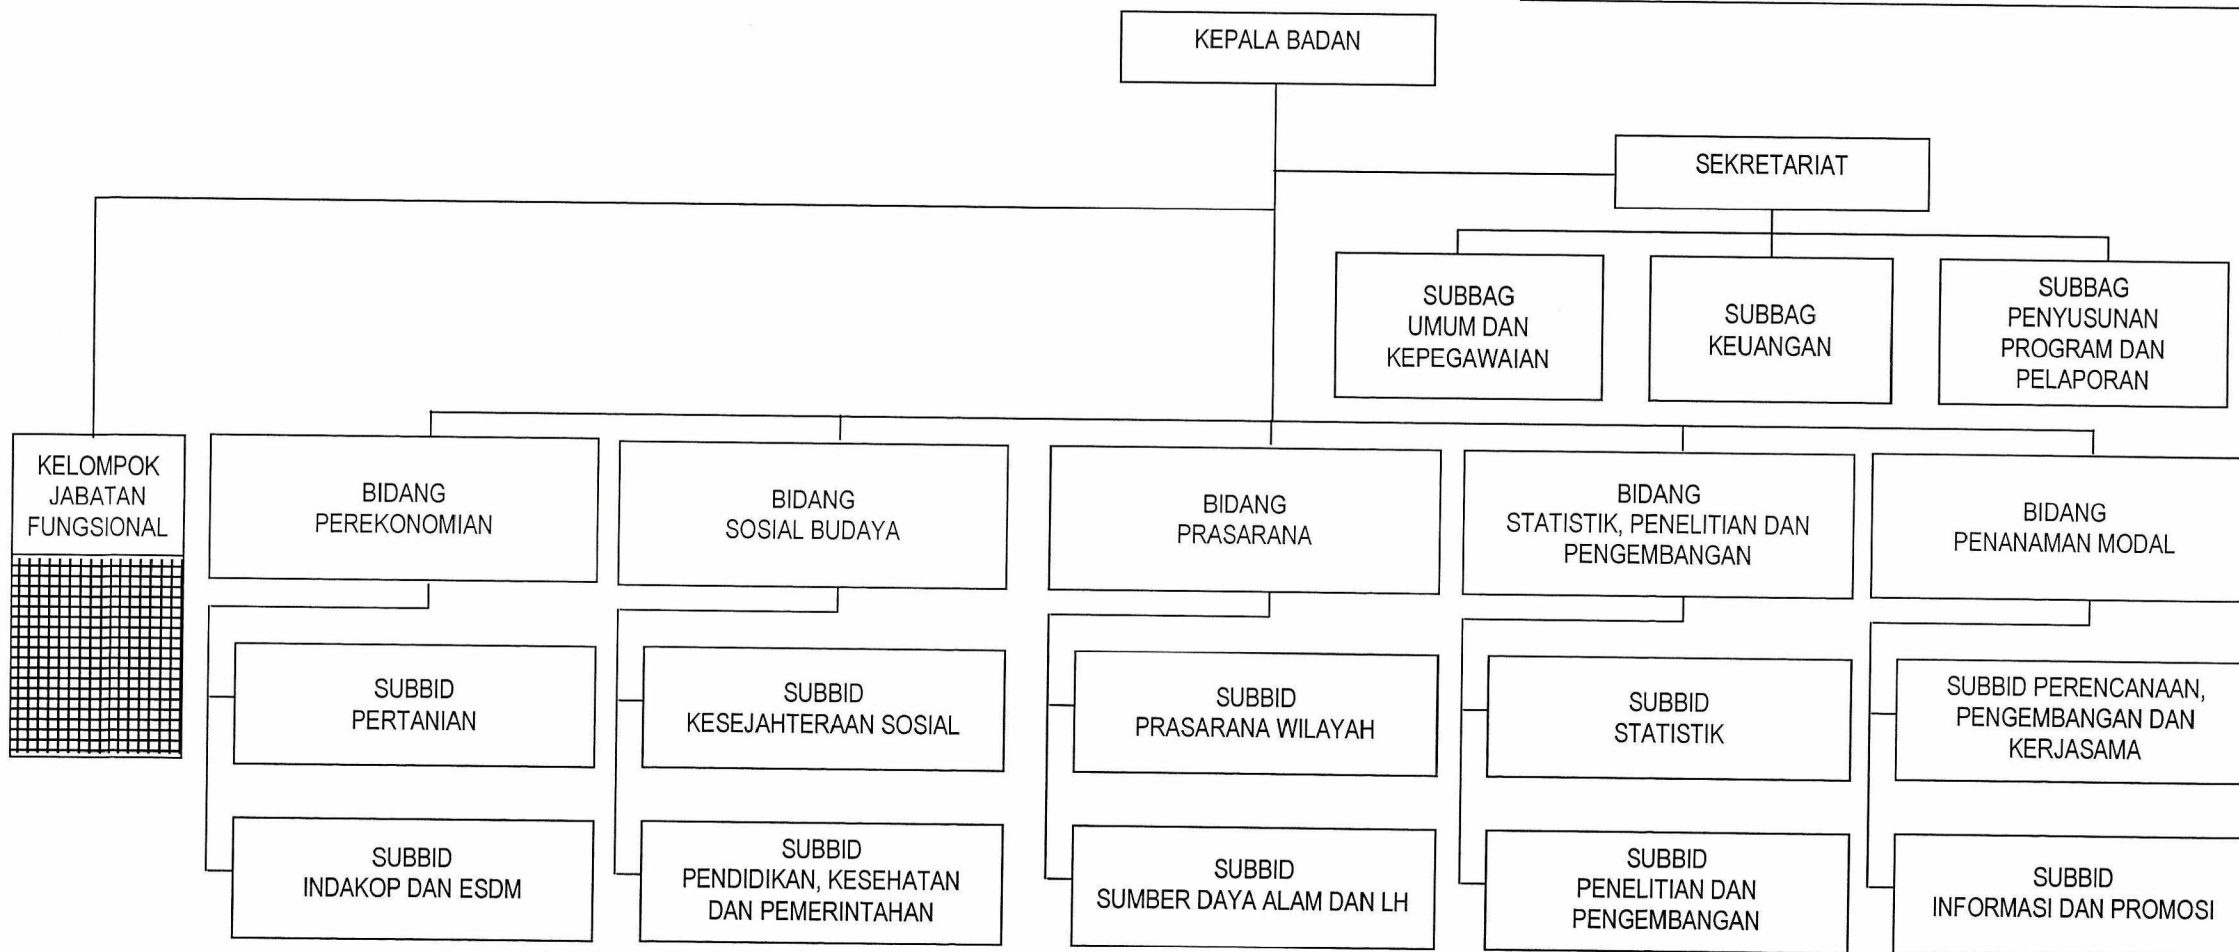 KEPALA BADAN
SEKRETARIAT
SUBBAG
UMUM DAN
KEPEGAWAIAN
SUBBAG
KEUANGAN
SUBBAG
PENYUSUNAN
PROGRAM DAN
PELAPORAN
KELOMPOK
JABATAN
FUNGSIONAL
BIDANG
PEREKONOMIAN
BIDANG
SOSIAL BUDAYA
BIDANG
PRASARANA
BIDANG
STATISTIK, PENELITIAN DAN
PENGEMBANGAN
BIDANG
PENANAMAN MODAL
SUBBID
PERTANIAN
SUBBID
KESEJAHTERAAN SOSIAL
SUBBID
PRASARANA WILAYAH
SUBBID
STATISTIK
SUBBID PERENCANAAN,
PENGEMBANGAN DAN
KERJASAMA
SUBBID
INDAKOP DAN ESDM
SUBBID
PENDIDIKAN, KESEHATAN
DAN PEMERINTAHAN
SUBBID
SUMBER DAYA ALAM DAN LH
SUBBID
PENELITIAN DAN
PENGEMBANGAN
SUBBID
INFORMASI DAN PROMOSI